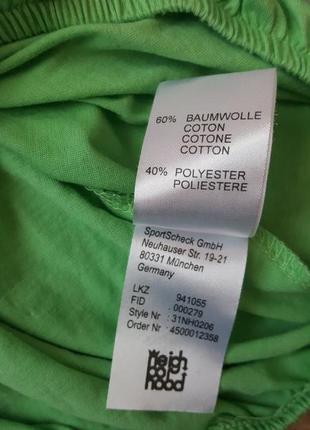 60% BAUMWOLLE
COTON
COTONE
COTTON
40% POLYESTER
POLIESTERE
SportScheck GmbH
Neuhauser Str. 19-21
80331 München
Germany
LKZ 941055
FID .000279
Style Nr : 31NH0206
Order Nr : 4500012358
neigh
bor
hood